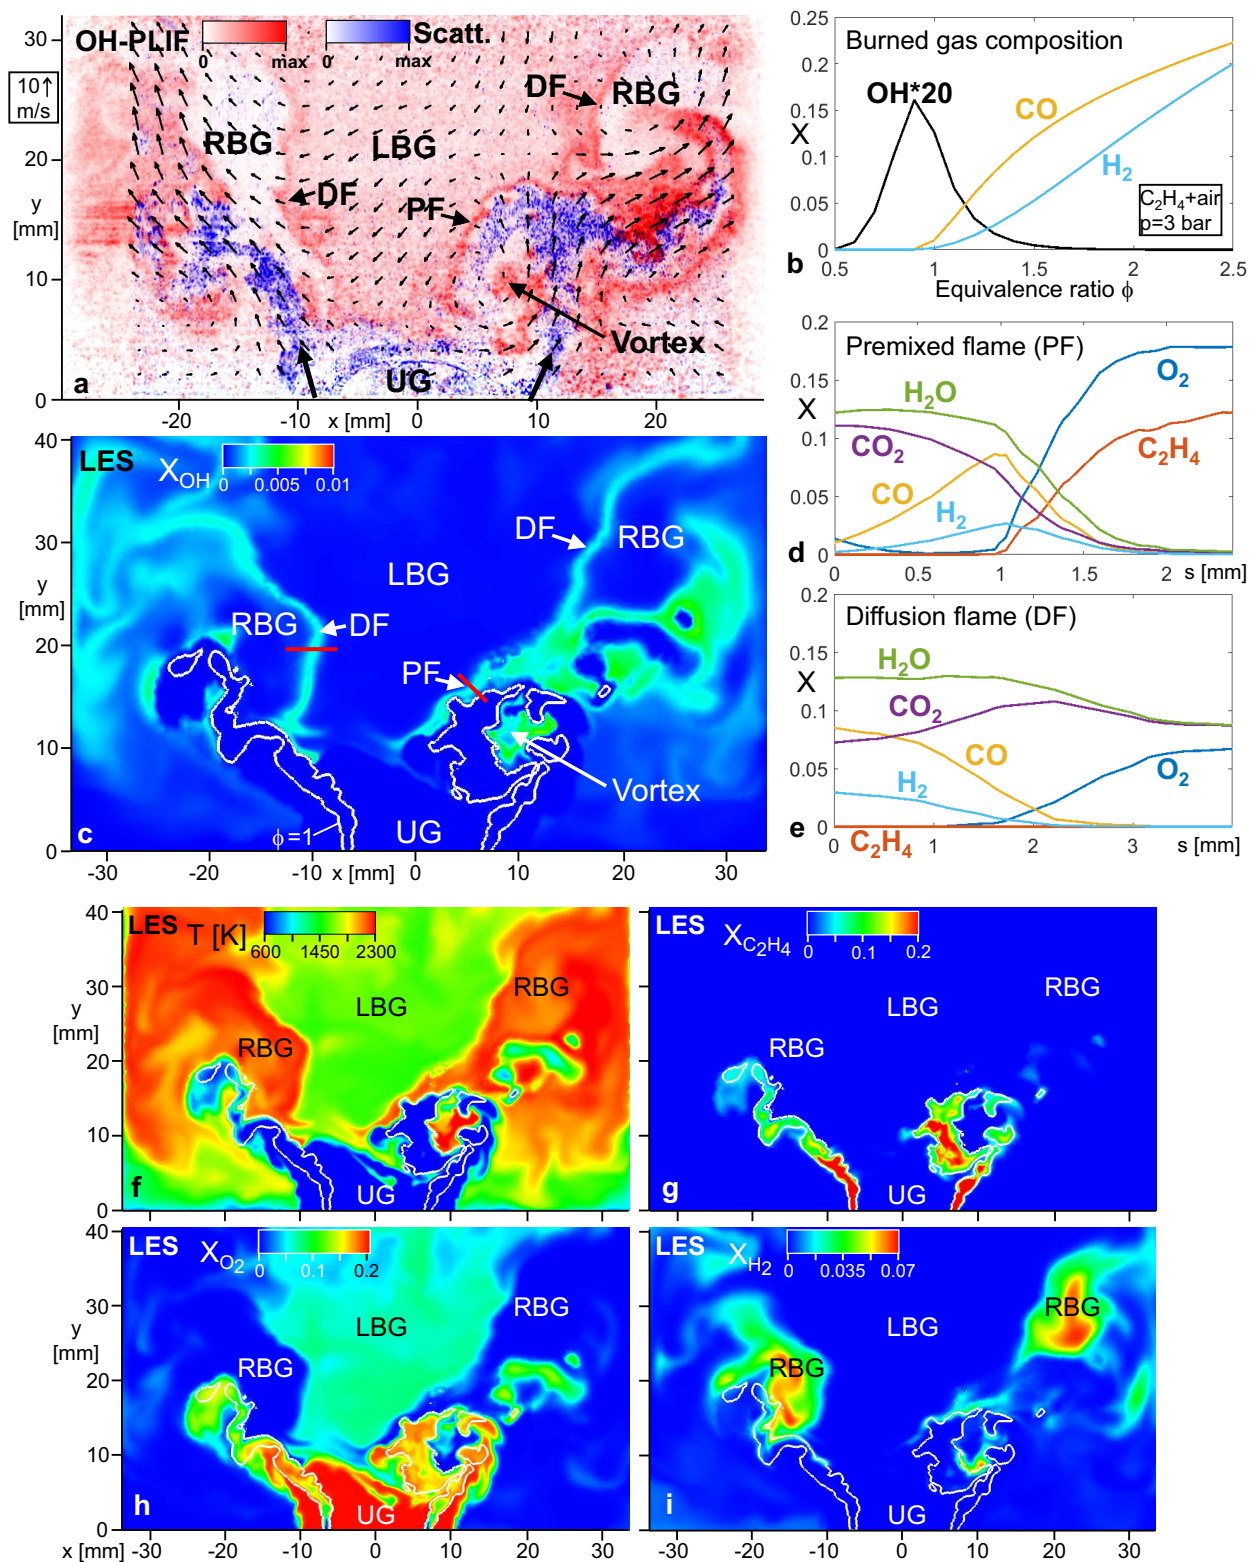 OH-PLIF
0
max
Scatt.
0
max
30
10↑
m/s
20
y
[mm]
10
0
DF
RBG
RBG
LBG
DF
PF
Vortex
UG
a
-20
-10
x [mm]
0
10
20
0.25
Burned gas composition
0.2
OH*20
CO
0.15
X
0.1
H₂
0.05
C₂H₄+air
p=3 bar
0
b
0.5
1
1.5
2
2.5
Equivalence ratio ϕ
0.2
Premixed flame (PF)
O₂
0.15
H₂O
X
0.1
CO₂
C₂H₄
CO
0.05
H₂
d
0
0
0.5
1
1.5
2
s [mm]
0.2
Diffusion flame (DF)
0.15
H₂O
X
0.1
CO₂
CO
0.05
O₂
H₂
e
0
C₂H₄
0
1
2
3
s [mm]
40
LES
X_OH
0
0.005
0.01
DF
RBG
30
LBG
y
[mm]
RBG
DF
20
PF
10
Vortex
c
ϕ=1
UG
0
-30
-20
-10
x [mm]
0
10
20
30
40
LES
T [K]
600
1450
2300
30
RBG
LBG
y
[mm]
RBG
20
10
f
UG
0
LES
X_C₂H₄
0
0.1
0.2
RBG
LBG
RBG
g
UG
40
LES
X_O₂
0
0.1
0.2
30
RBG
LBG
y
[mm]
RBG
20
10
h
UG
0
x [mm]
-30
-20
-10
0
10
20
30
LES
X_H₂
0
0.035
0.07
RBG
LBG
RBG
i
UG
-30
-20
-10
0
10
20
30